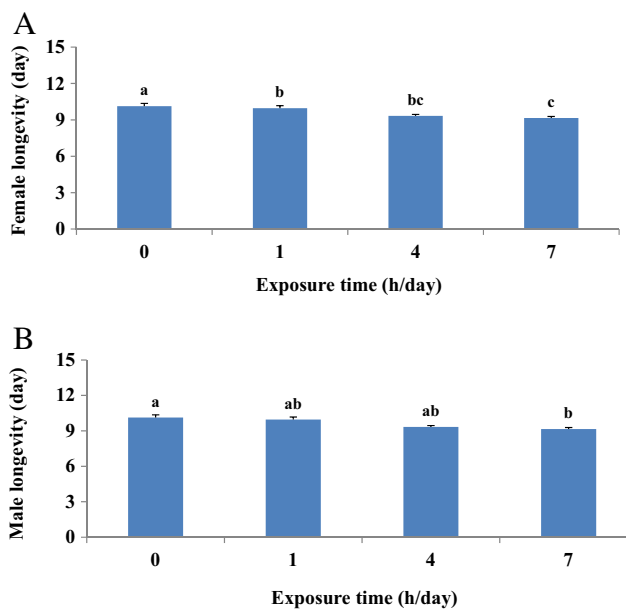 A
Female longevity (day)
15
12
9
6
3
0
a
b
bc
c
0 1 4 7
Exposure time (h/day)
B
Male longevity (day)
15
12
9
6
3
0
a
ab
ab
b
0 1 4 7
Exposure time (h/day)